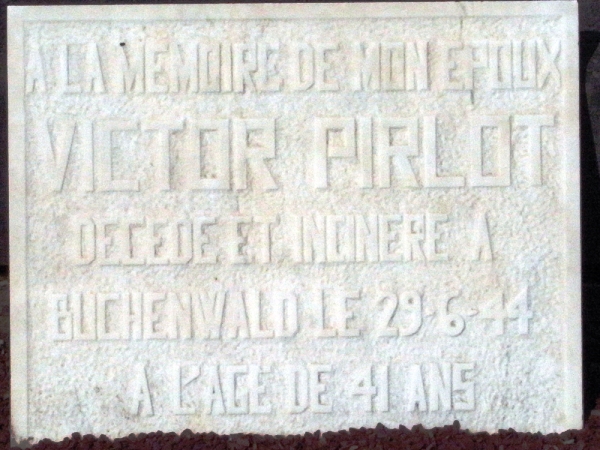 A LA MEMOIRE DE MON EPOUX
VICTOR PIRLOT
DECEDE ET INCINERE A
BUCHENWALD LE 29-6-44
A L'AGE DE 41 ANS